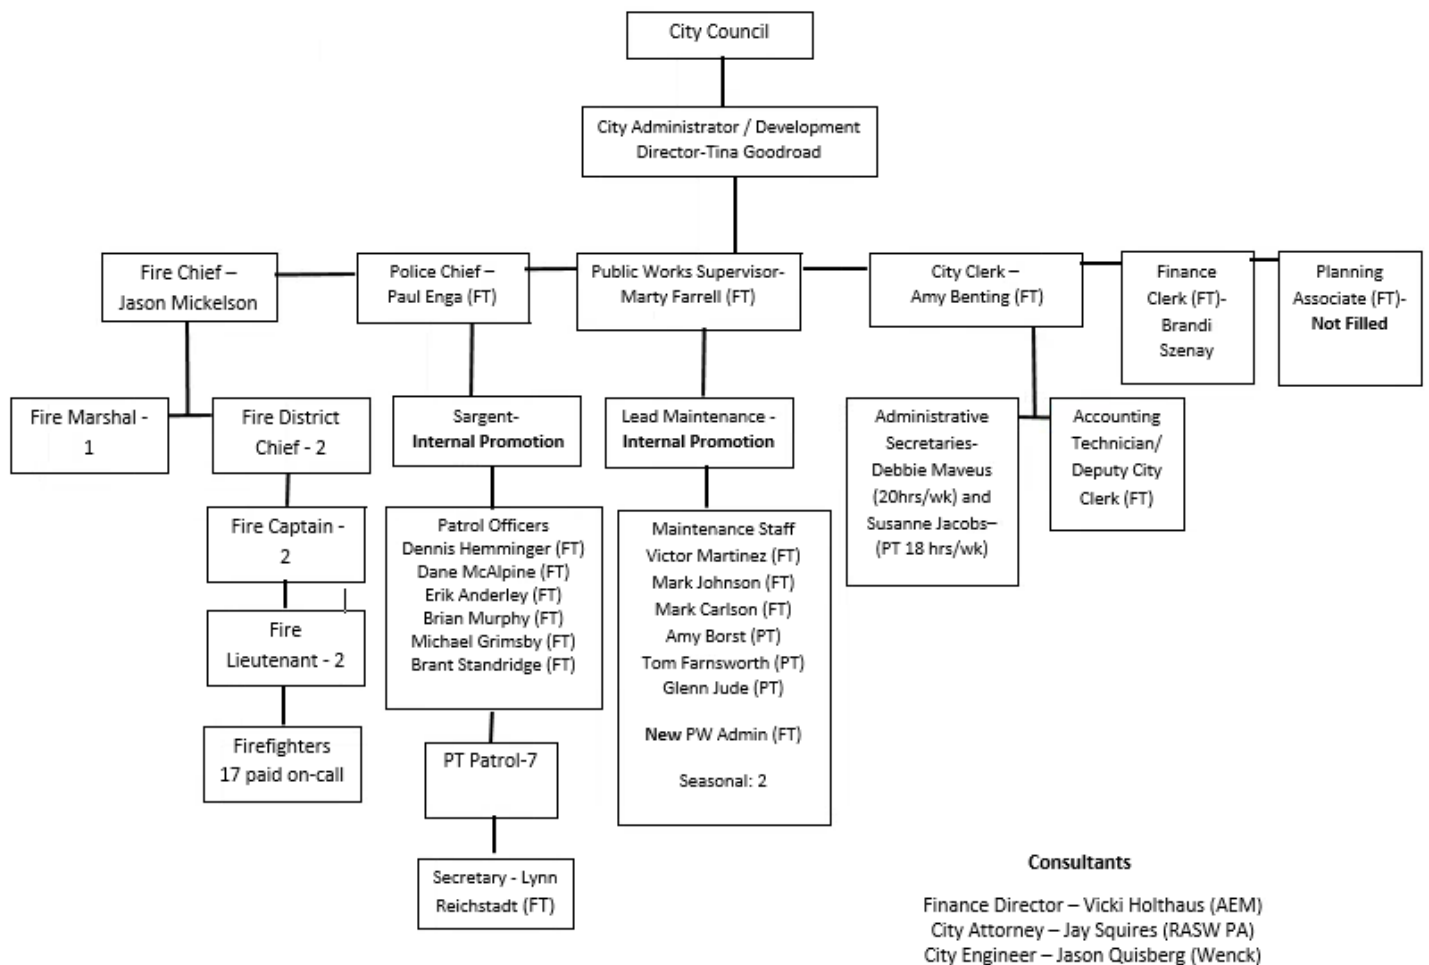 City Council
City Administrator / Development
Director-Tina Goodroad
Fire Chief –
Jason Mickelson
Police Chief –
Paul Enga (FT)
Public Works Supervisor-
Marty Farrell (FT)
City Clerk –
Amy Benting (FT)
Finance
Clerk (FT)-
Brandi
Szenay
Planning
Associate (FT)-
Not Filled
Fire Marshal -
1
Fire District
Chief - 2
Sargent-
Internal Promotion
Lead Maintenance -
Internal Promotion
Administrative
Secretaries-
Debbie Maveus
(20hrs/wk) and
Susanne Jacobs–
(PT 18 hrs/wk)
Accounting
Technician/
Deputy City
Clerk (FT)
Fire Captain -
2
Patrol Officers
Dennis Hemminger (FT)
Dane McAlpine (FT)
Erik Anderley (FT)
Brian Murphy (FT)
Michael Grimsby (FT)
Brant Standridge (FT)
Maintenance Staff
Victor Martinez (FT)
Mark Johnson (FT)
Mark Carlson (FT)
Amy Borst (PT)
Tom Farnsworth (PT)
Glenn Jude (PT)
New PW Admin (FT)
Seasonal: 2
Fire
Lieutenant - 2
Firefighters
17 paid on-call
PT Patrol-7
Secretary - Lynn
Reichstadt (FT)
Consultants
Finance Director – Vicki Holthaus (AEM)
City Attorney – Jay Squires (RASW PA)
City Engineer – Jason Quisberg (Wenck)